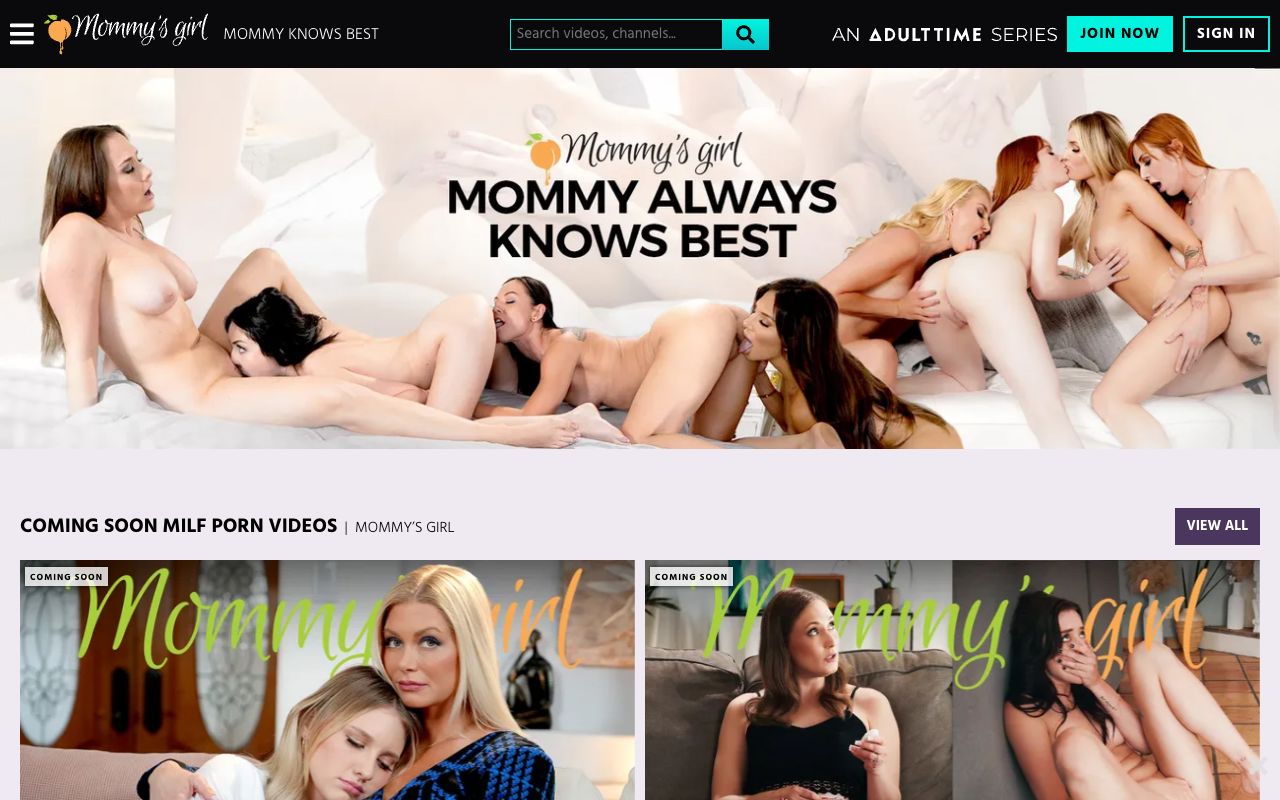 Mommy's girl MOMMY KNOWS BEST
Search videos, channels...
AN ADULTTIME SERIES
JOIN NOW
SIGN IN
Mommy's girl
MOMMY ALWAYS
KNOWS BEST
COMING SOON MILF PORN VIDEOS | MOMMY'S GIRL
VIEW ALL
COMING SOON
Mommy's girl
COMING SOON
Mommy's girl